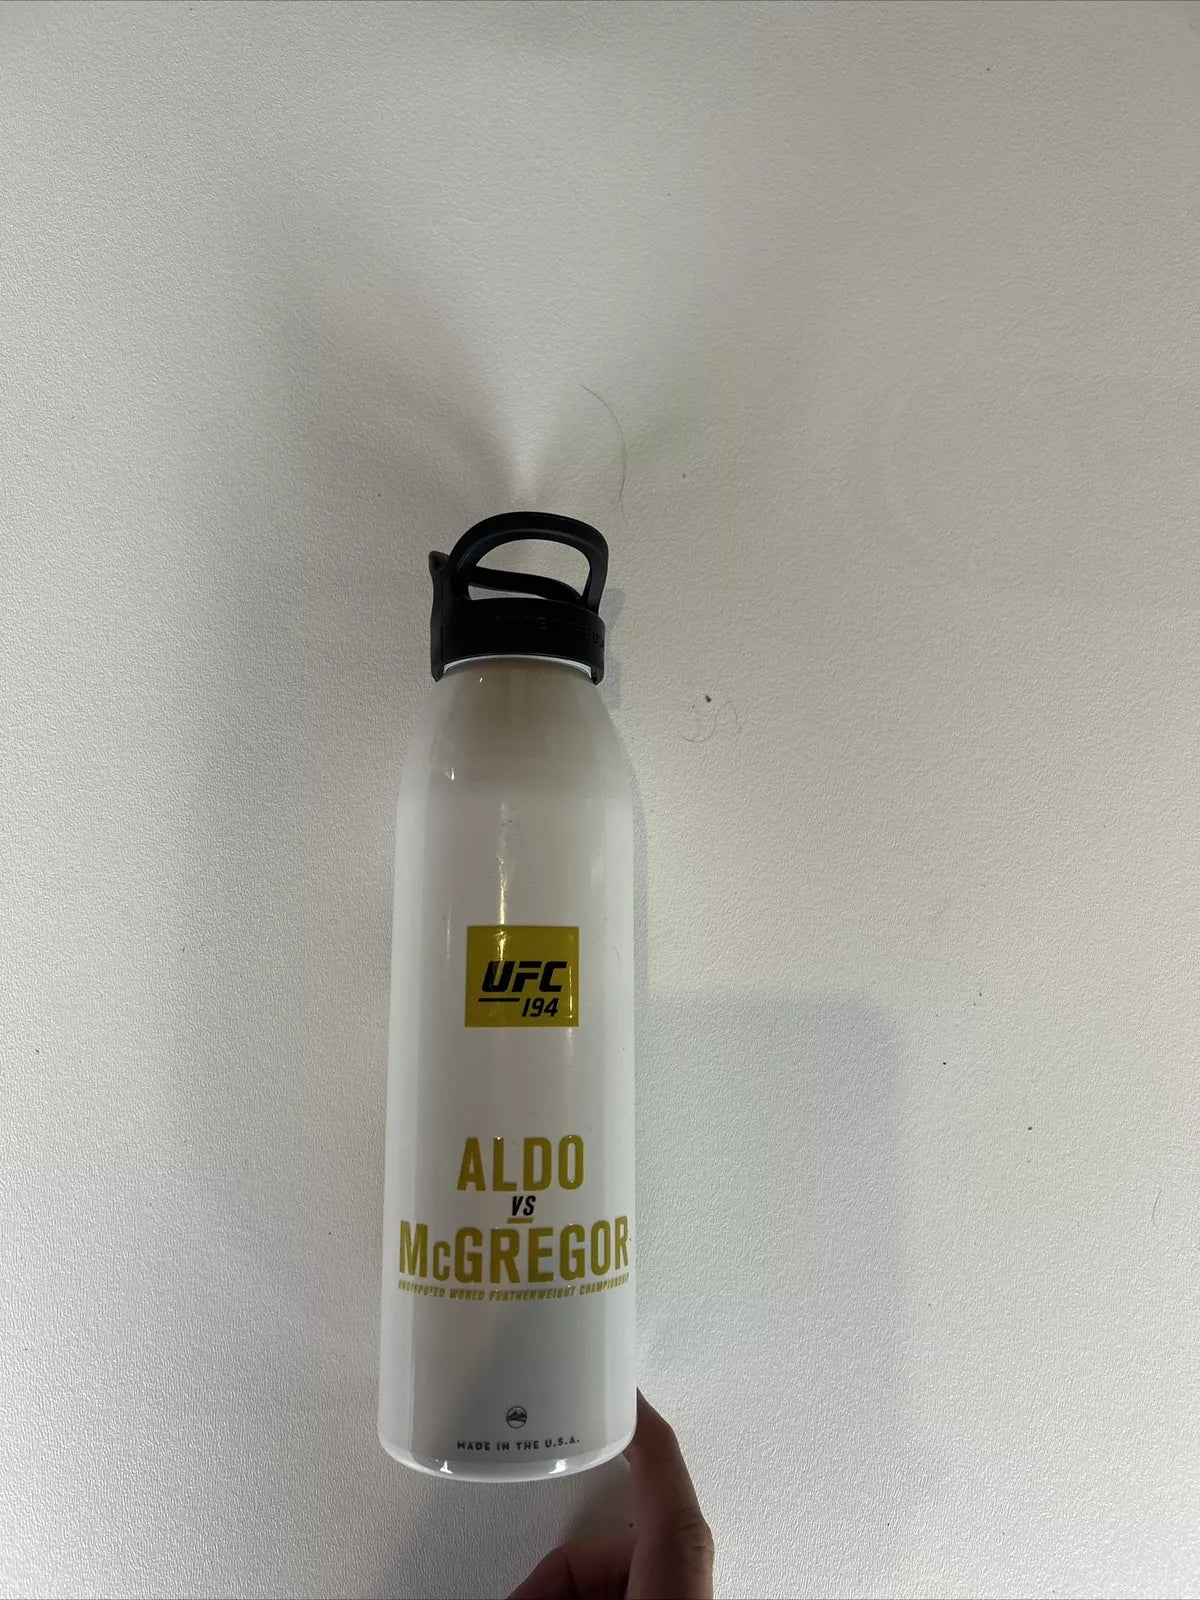 UFC
194
ALDO
VS
McGREGOR
UNDISPUTED WORLD FEATHERWEIGHT CHAMPIONSHIP
MADE IN THE U.S.A.